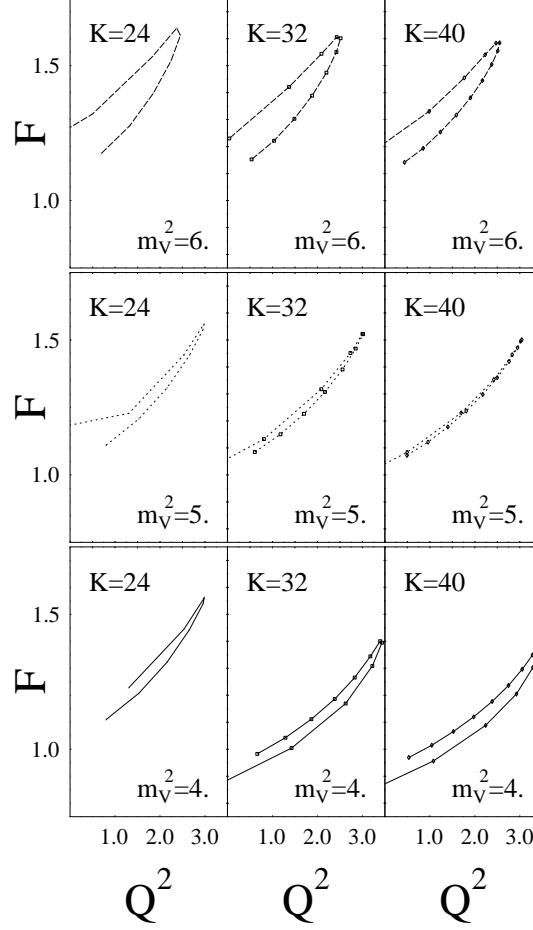 K=24 K=32 K=40
1.5
F
1.0
m_V^2=6. m_V^2=6. m_V^2=6.
K=24 K=32 K=40
1.5
F
1.0
m_V^2=5. m_V^2=5. m_V^2=5.
K=24 K=32 K=40
1.5
F
1.0
m_V^2=4. m_V^2=4. m_V^2=4.
1.0 2.0 3.0 1.0 2.0 3.0 1.0 2.0 3.0
Q^2 Q^2 Q^2